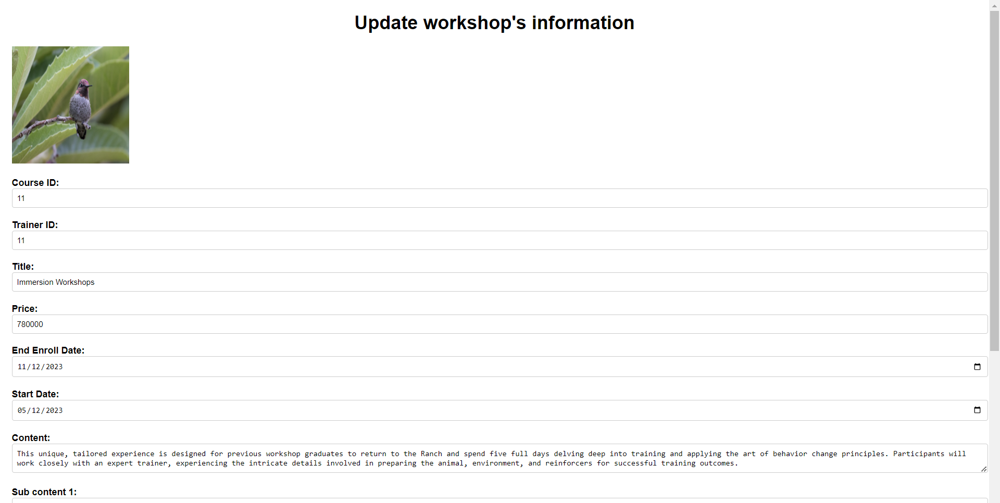 Update workshop's information
Course ID:
11
Trainer ID:
11
Title:
Immersion Workshops
Price:
780000
End Enroll Date:
11/12/2023
Start Date:
05/12/2023
Content:
This unique, tailored experience is designed for previous workshop graduates to return to the Ranch and spend five full days delving deep into training and applying the art of behavior change principles. Participants will
work closely with an expert trainer, experiencing the intricate details involved in preparing the animal, environment, and reinforcers for successful training outcomes.
Sub content 1: